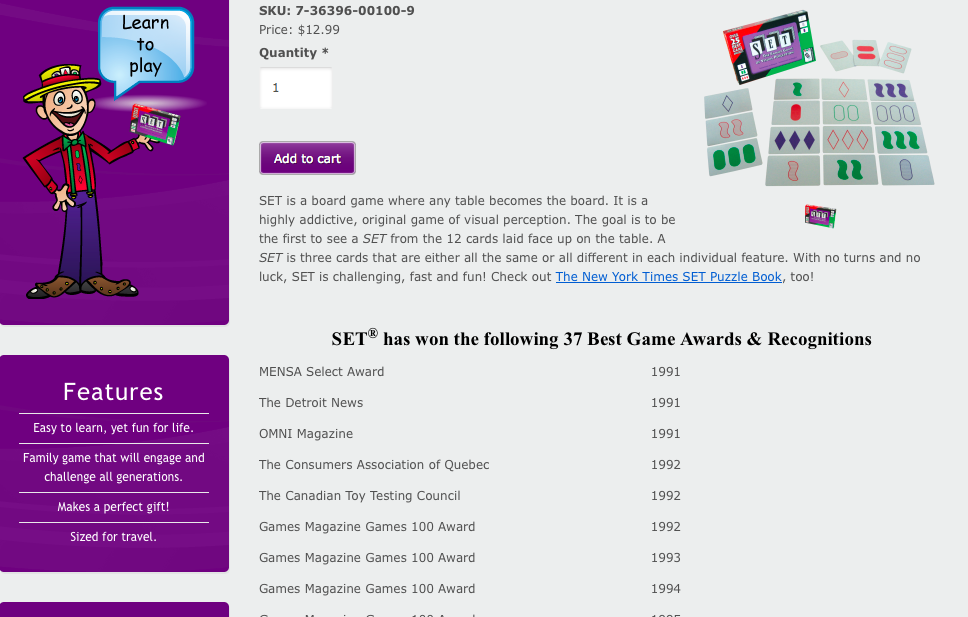 Learn
to
play
SET
SKU: 7-36396-00100-9
Price: $12.99
Quantity *
1
Add to cart
SET
SET
SET is a board game where any table becomes the board. It is a
highly addictive, original game of visual perception. The goal is to be
the first to see a SET from the 12 cards laid face up on the table. A
SET is three cards that are either all the same or all different in each individual feature. With no turns and no
luck, SET is challenging, fast and fun! Check out The New York Times SET Puzzle Book, too!
SET® has won the following 37 Best Game Awards & Recognitions
MENSA Select Award 1991
The Detroit News 1991
OMNI Magazine 1991
The Consumers Association of Quebec 1992
The Canadian Toy Testing Council 1992
Games Magazine Games 100 Award 1992
Games Magazine Games 100 Award 1993
Games Magazine Games 100 Award 1994
Features
Easy to learn, yet fun for life.
Family game that will engage and
challenge all generations.
Makes a perfect gift!
Sized for travel.